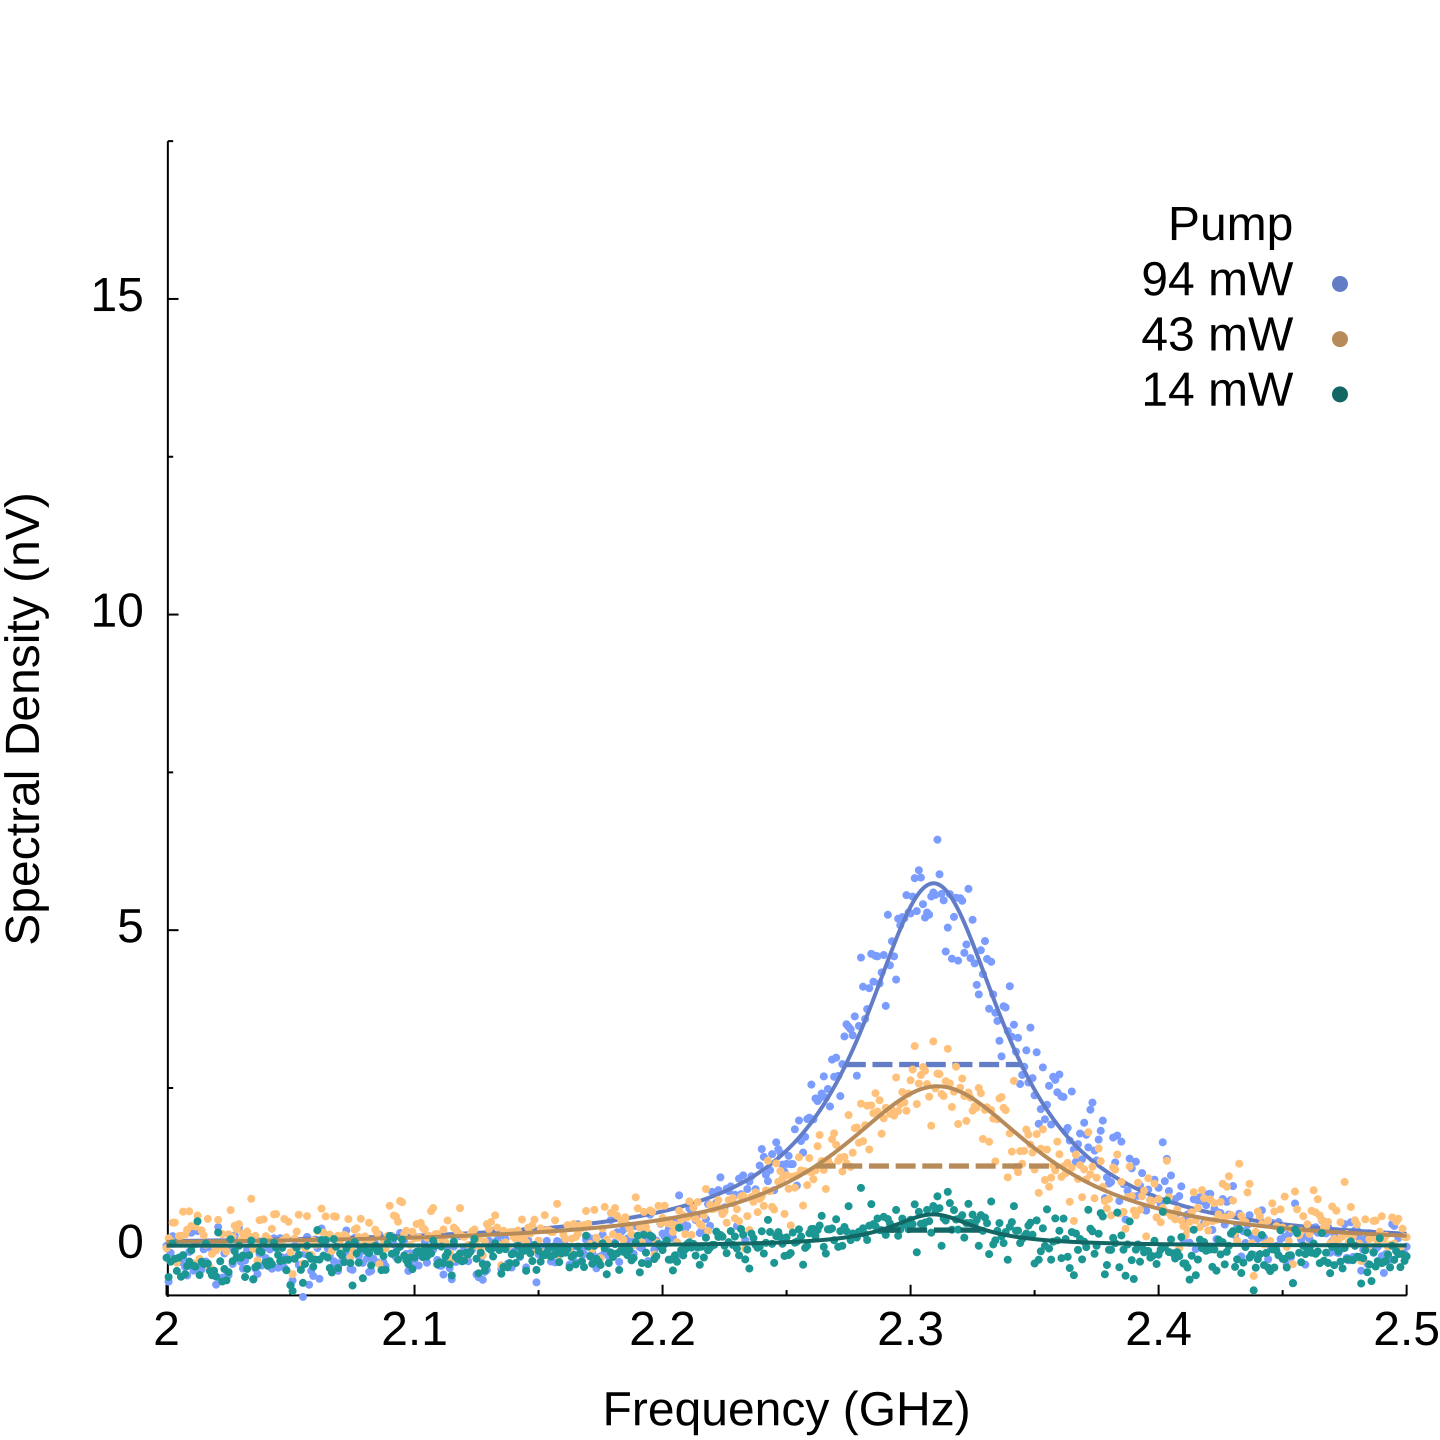 Pump
94 mW
43 mW
14 mW
15
10
5
0
Spectral Density (nV)
2 2.1 2.2 2.3 2.4 2.5
Frequency (GHz)